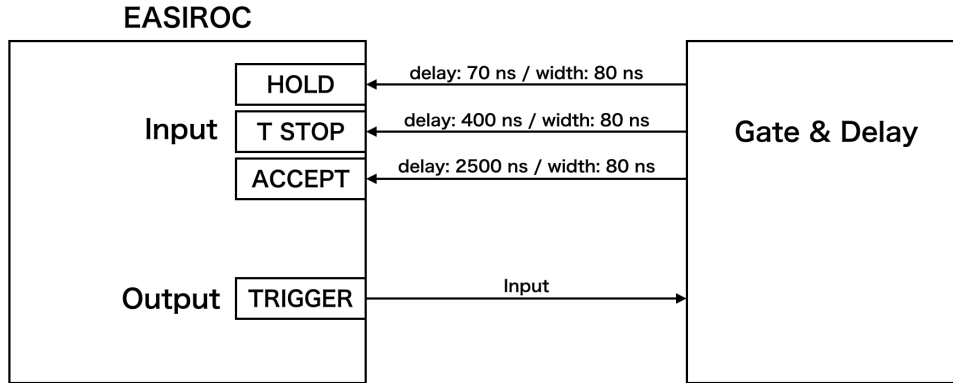 EASIROC
HOLD
delay: 70 ns / width: 80 ns
Input
T STOP
delay: 400 ns / width: 80 ns
Gate & Delay
ACCEPT
delay: 2500 ns / width: 80 ns
Output
TRIGGER
Input